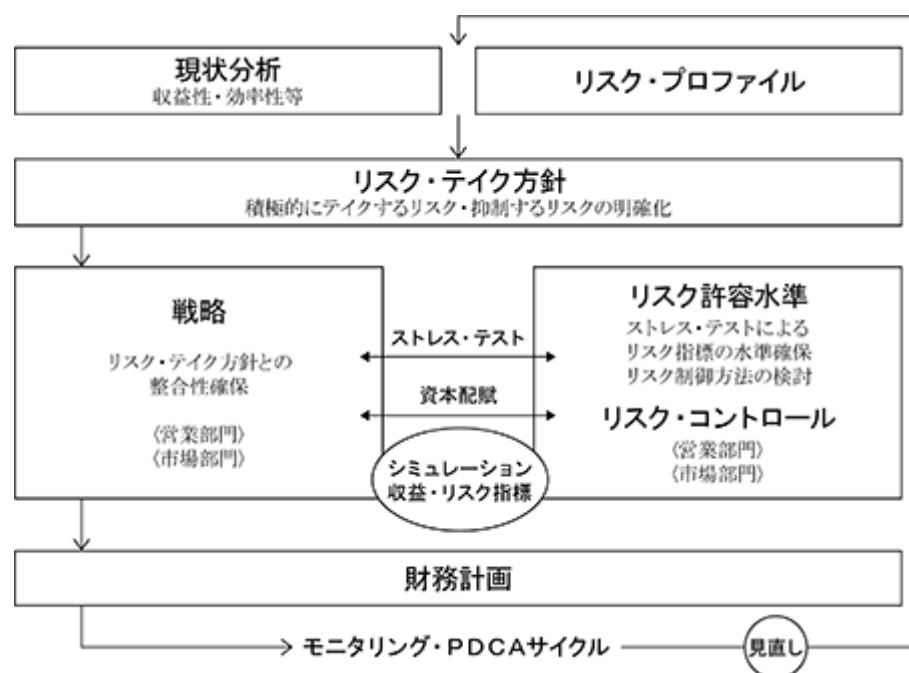 現状分析
収益性・効率性等
リスク・プロファイル
リスク・テイク方針
積極的にテイクするリスク・抑制するリスクの明確化
戦略
リスク・テイク方針との
整合性確保
〈営業部門〉
〈市場部門〉
ストレス・テスト
資本配賦
シミュレーション
収益・リスク指標
リスク許容水準
ストレス・テストによる
リスク指標の水準確保
リスク制御方法の検討
リスク・コントロール
〈営業部門〉
〈市場部門〉
財務計画
モニタリング・PDCAサイクル
見直し